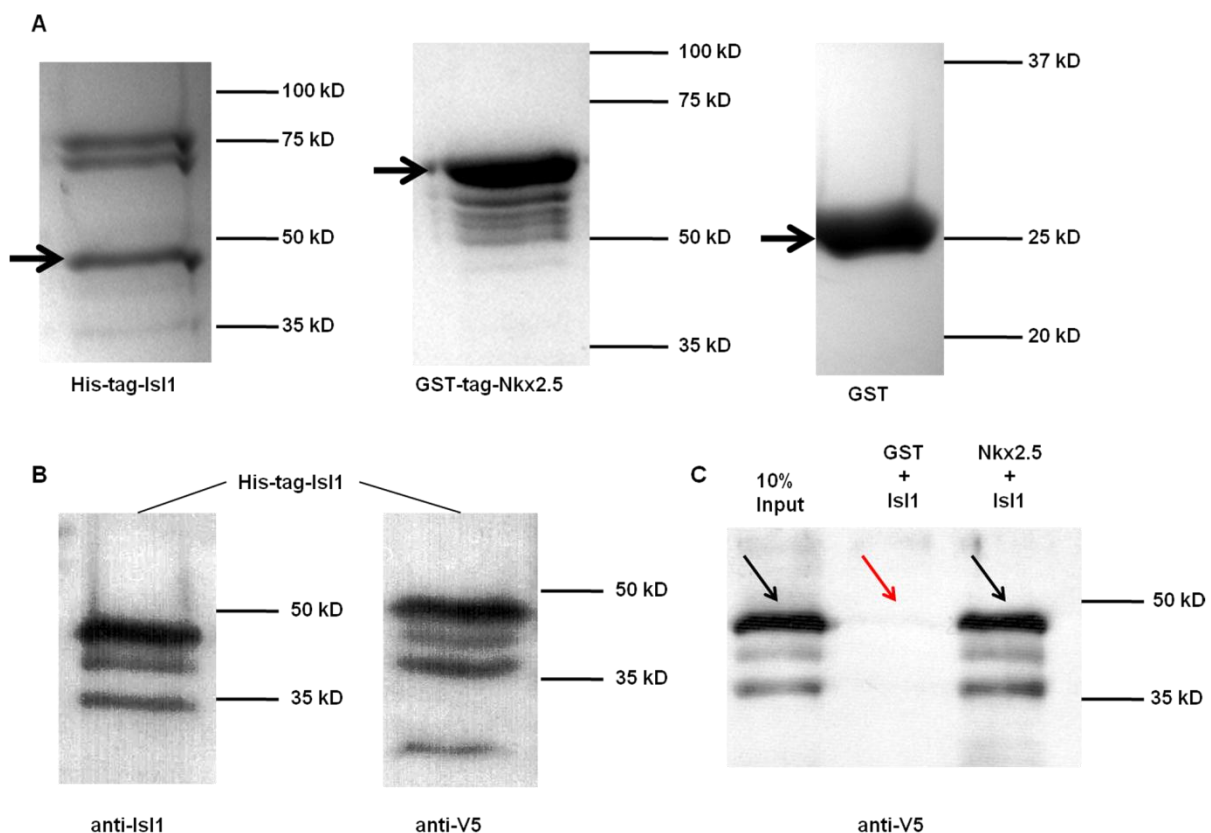 A
100 kD
75 kD
50 kD
35 kD
His-tag-Isl1
100 kD
75 kD
50 kD
35 kD
GST-tag-Nkx2.5
37 kD
25 kD
20 kD
GST
B
His-tag-Isl1
50 kD
35 kD
anti-Isl1
50 kD
35 kD
anti-V5
C
10%
Input
GST
+
Isl1
Nkx2.5
+
Isl1
50 kD
35 kD
anti-V5